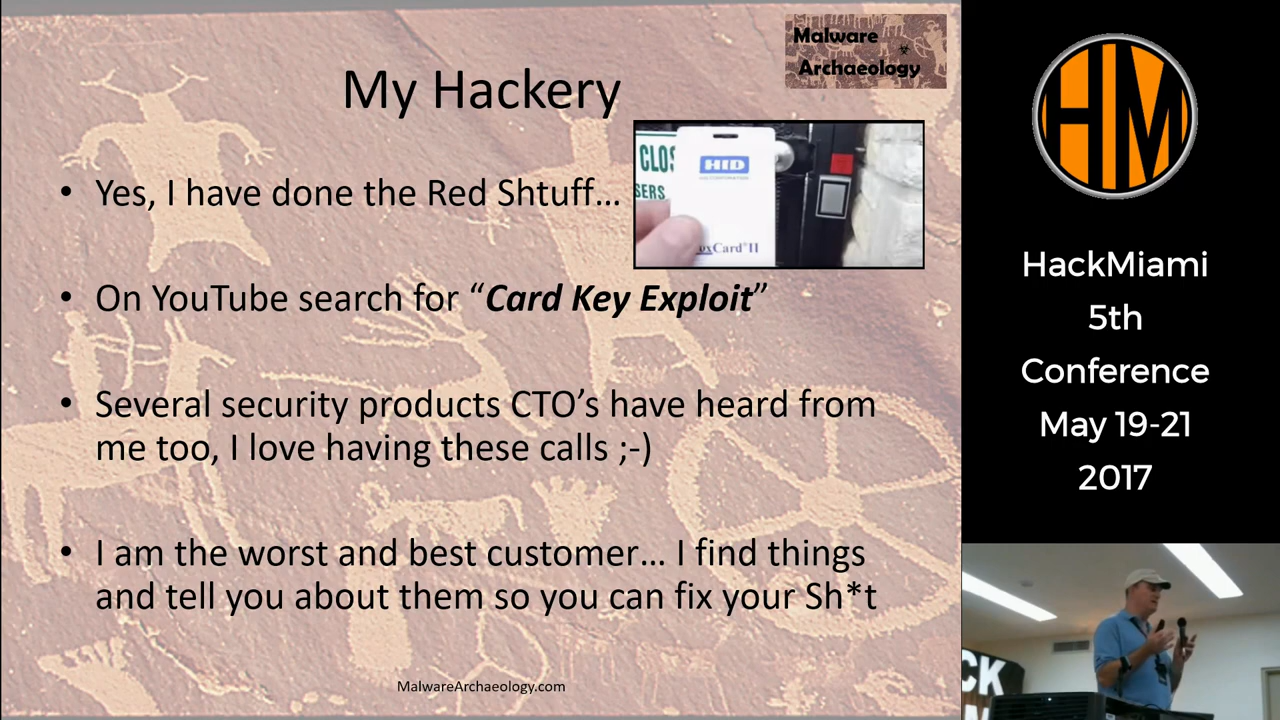 Malware
Archaeology
My Hackery
CLOS
SERS
HID
oxCard II
• Yes, I have done the Red Shtuff…
• On YouTube search for “Card Key Exploit”
• Several security products CTO’s have heard from
me too, I love having these calls ;-)
• I am the worst and best customer… I find things
and tell you about them so you can fix your Sh*t
MalwareArchaeology.com
HM
HackMiami
5th
Conference
May 19-21
2017
CK